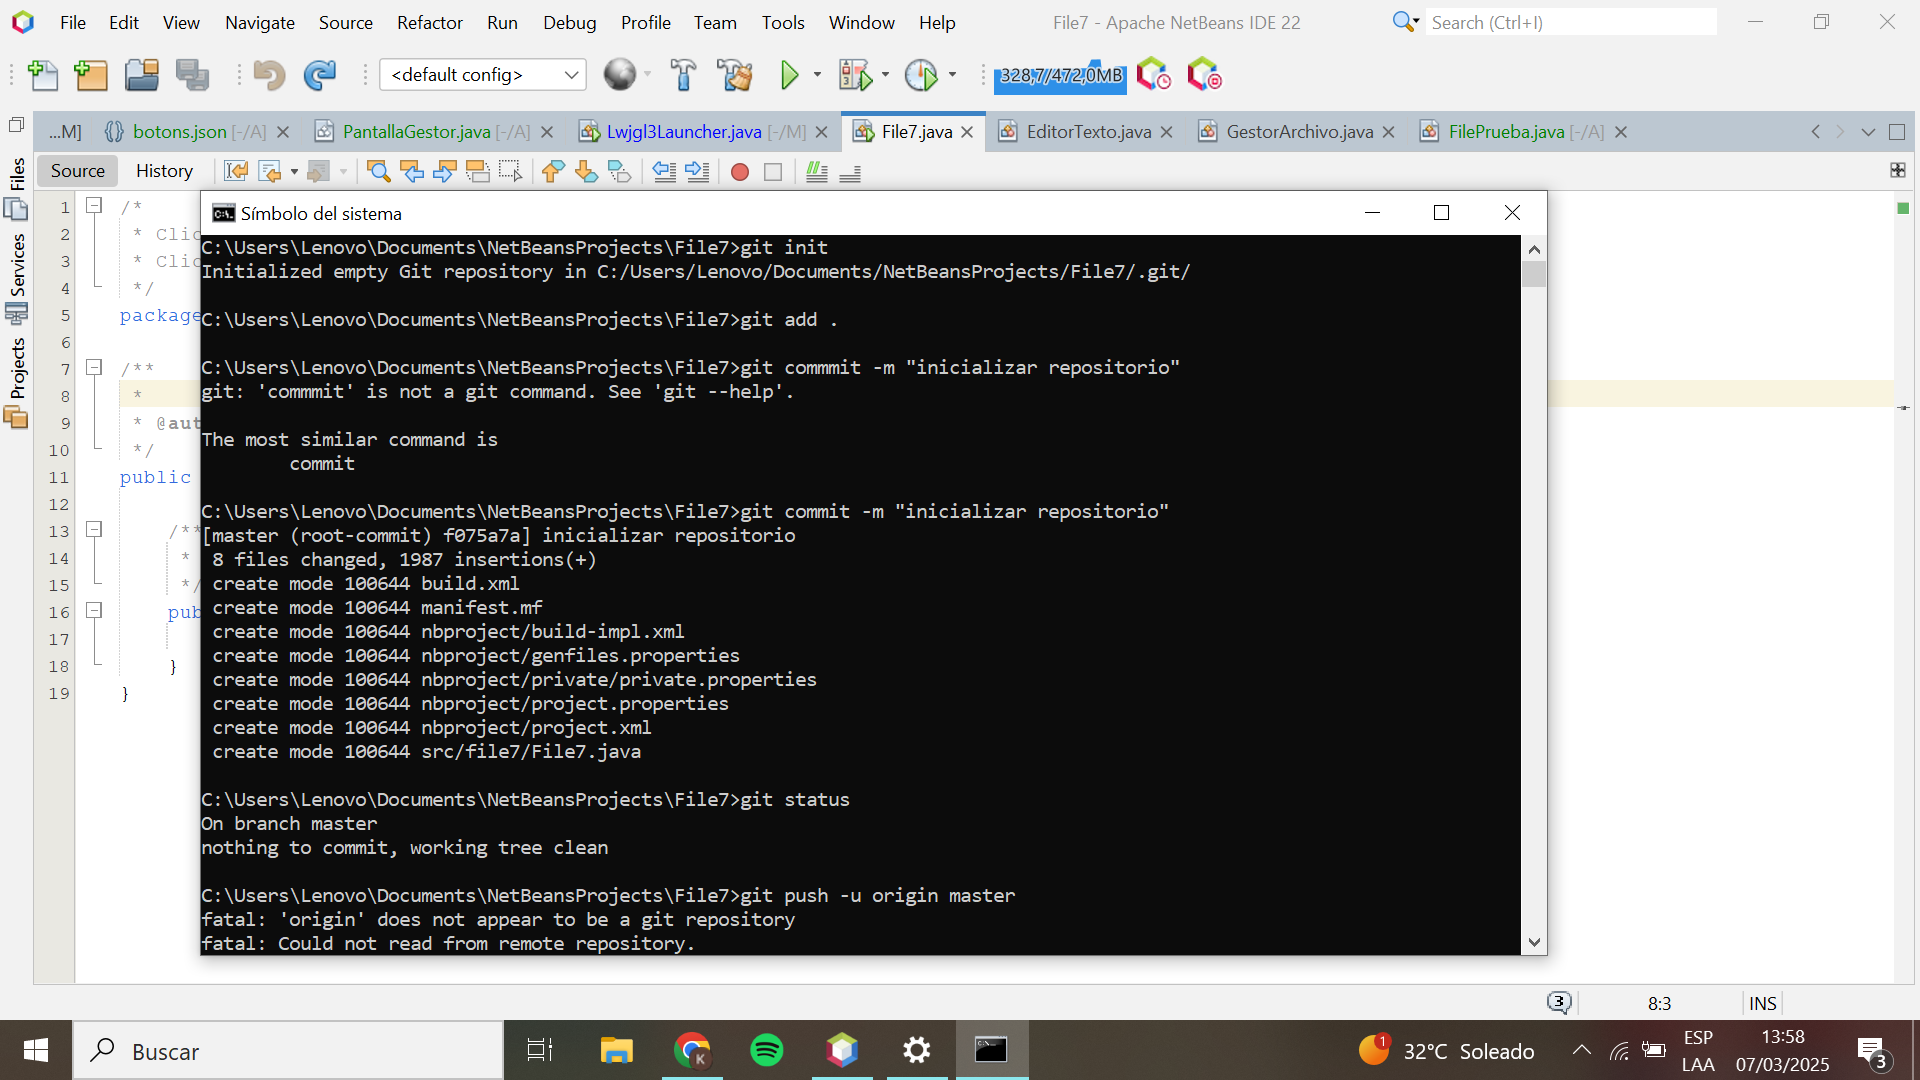 File Edit View Navigate Source Refactor Run Debug Profile Team Tools Window Help
File7 - Apache NetBeans IDE 22
Search (Ctrl+I)
<default config>
328,7/472,0MB
...M]
botons.json [-/A]
PantallaGestor.java [-/A]
Lwjgl3Launcher.java [-/M]
File7.java
EditorTexto.java
GestorArchivo.java
FilePrueba.java [-/A]
Source History
Files
Services
Projects
1 /*
2 * Clic
3 * Clic
4 */
5 package
6
7 /**
8 *
9 * @aut
10 */
11 public
12
13 /**
14 *
15 */
16 pub
17
18 }
19 }
Símbolo del sistema
C:\Users\Lenovo\Documents\NetBeansProjects\File7>git init
Initialized empty Git repository in C:/Users/Lenovo/Documents/NetBeansProjects/File7/.git/
C:\Users\Lenovo\Documents\NetBeansProjects\File7>git add .
C:\Users\Lenovo\Documents\NetBeansProjects\File7>git commmit -m "inicializar repositorio"
git: 'commmit' is not a git command. See 'git --help'.
The most similar command is
commit
C:\Users\Lenovo\Documents\NetBeansProjects\File7>git commit -m "inicializar repositorio"
[master (root-commit) f075a7a] inicializar repositorio
8 files changed, 1987 insertions(+)
create mode 100644 build.xml
create mode 100644 manifest.mf
create mode 100644 nbproject/build-impl.xml
create mode 100644 nbproject/genfiles.properties
create mode 100644 nbproject/private/private.properties
create mode 100644 nbproject/project.properties
create mode 100644 nbproject/project.xml
create mode 100644 src/file7/File7.java
C:\Users\Lenovo\Documents\NetBeansProjects\File7>git status
On branch master
nothing to commit, working tree clean
C:\Users\Lenovo\Documents\NetBeansProjects\File7>git push -u origin master
fatal: 'origin' does not appear to be a git repository
fatal: Could not read from remote repository.
3
8:3
INS
Buscar
K
1
32°C Soleado
ESP
LAA
13:58
07/03/2025
3